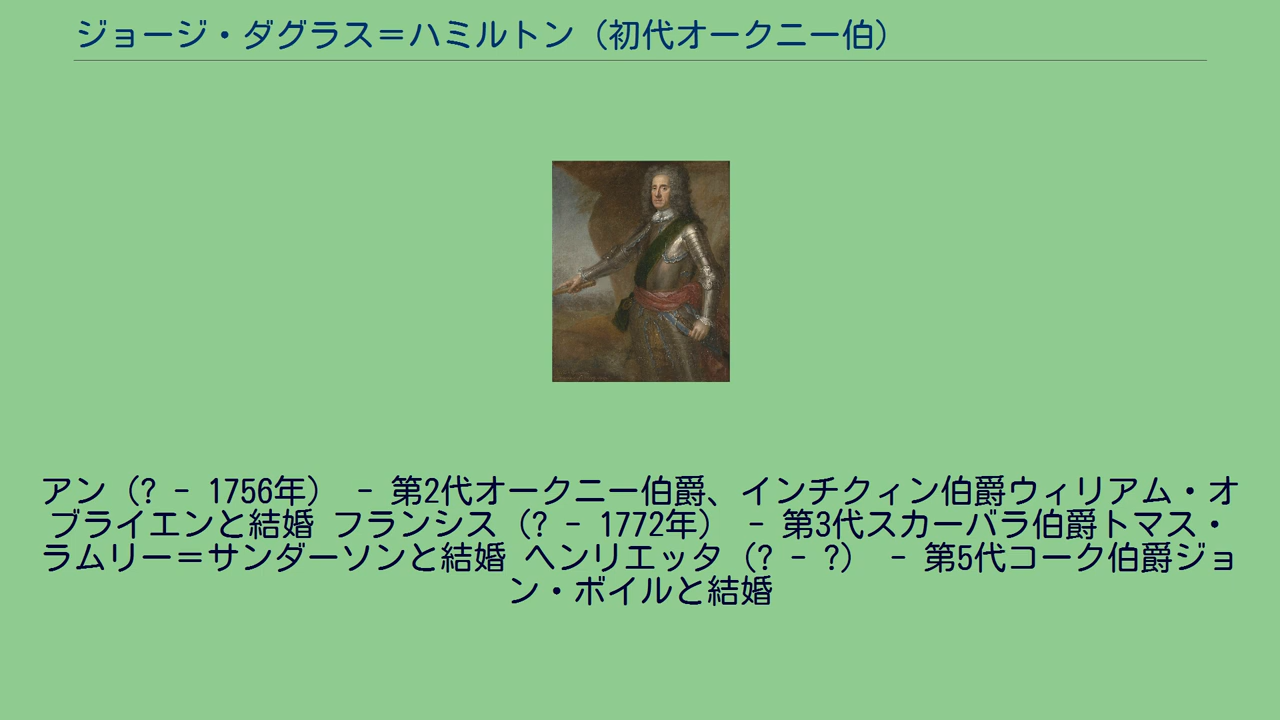 ジョージ・ダグラス＝ハミルトン（初代オークニー伯）
アン（? - 1756年） - 第2代オークニー伯爵、インチクィン伯爵ウィリアム・オ
ブライエンと結婚 フランシス（? - 1772年） - 第3代スカーバラ伯爵トマス・
ラムリー＝サンダーソンと結婚 ヘンリエッタ（? - ?） - 第5代コーク伯爵ジョ
ン・ボイルと結婚